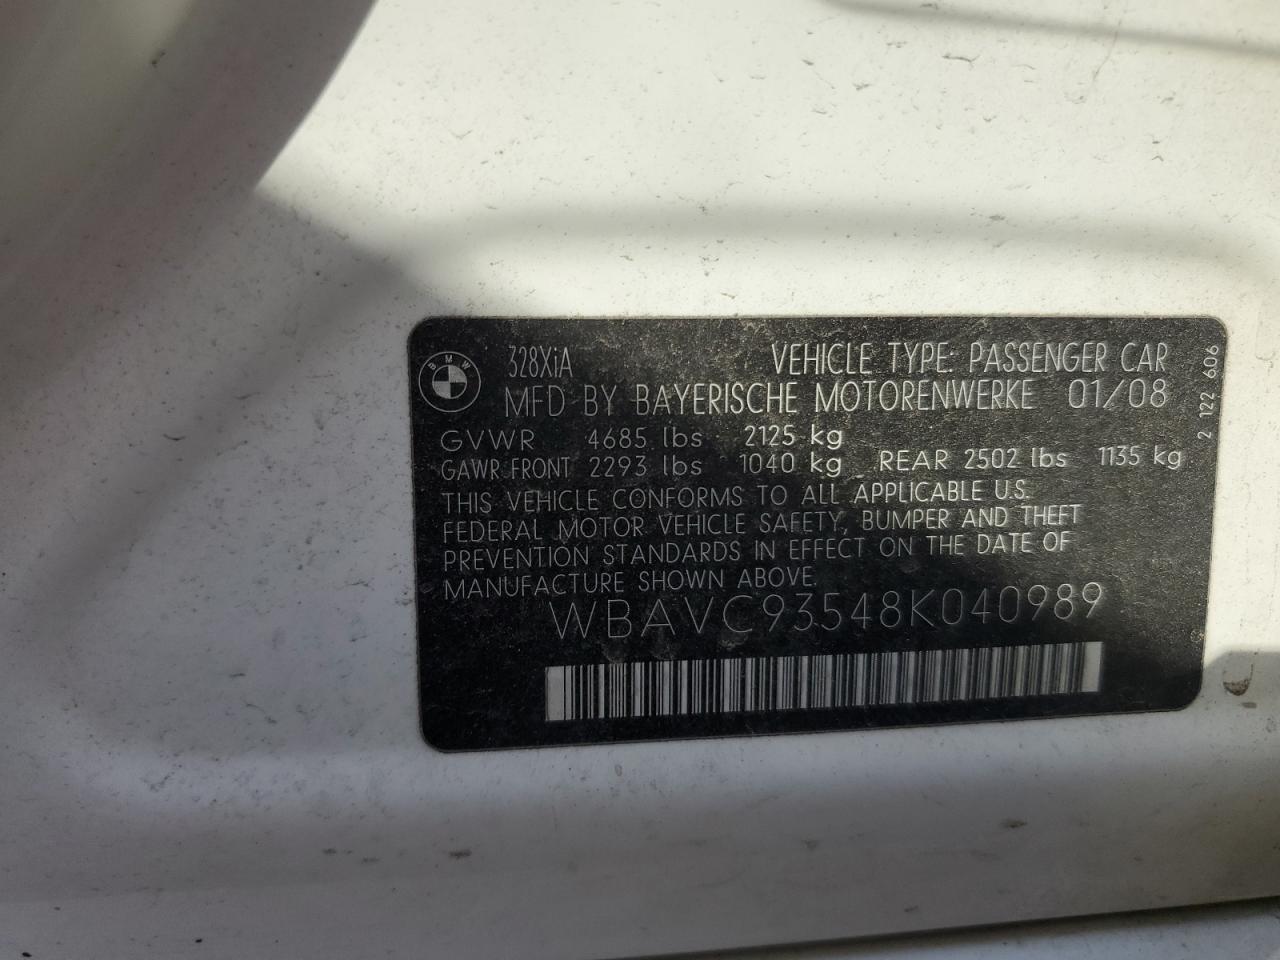 BMW
328XiA VEHICLE TYPE: PASSENGER CAR
MFD BY BAYERISCHE MOTORENWERKE 01/08
GVWR 4685 lbs 2125 kg
GAWR FRONT 2293 lbs 1040 kg REAR 2502 lbs 1135 kg
THIS VEHICLE CONFORMS TO ALL APPLICABLE U.S.
FEDERAL MOTOR VEHICLE SAFETY, BUMPER AND THEFT
PREVENTION STANDARDS IN EFFECT ON THE DATE OF
MANUFACTURE SHOWN ABOVE.
WBAVC93548K040989
2 122 606